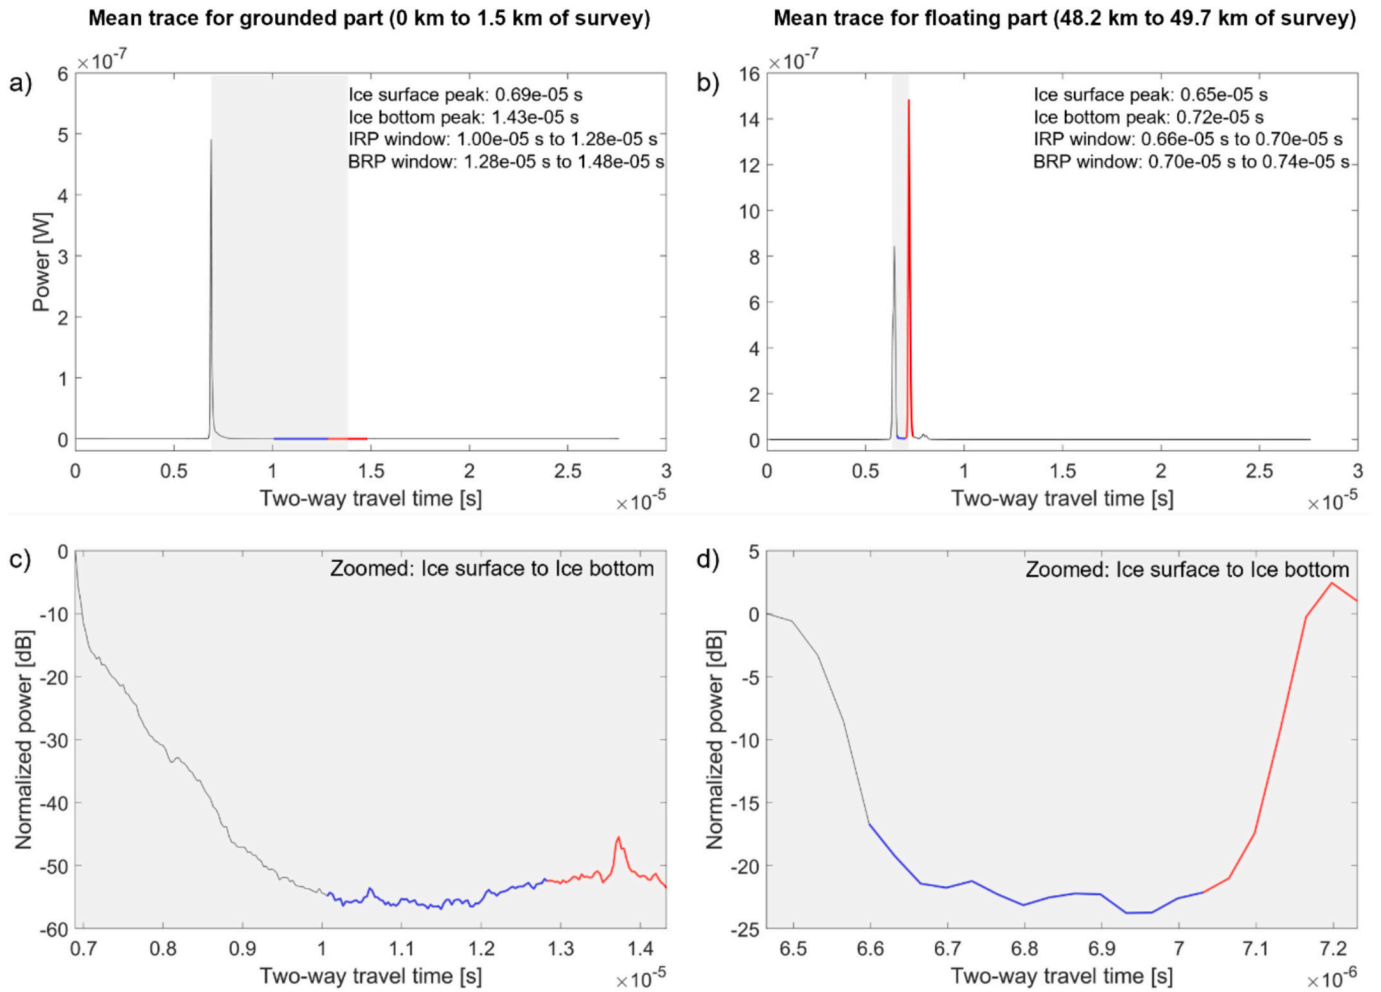 Mean trace for grounded part (0 km to 1.5 km of survey)
Mean trace for floating part (48.2 km to 49.7 km of survey)
a)
×10-7
6
5
4
3
2
1
0
Power [W]
Ice surface peak: 0.69e-05 s
Ice bottom peak: 1.43e-05 s
IRP window: 1.00e-05 s to 1.28e-05 s
BRP window: 1.28e-05 s to 1.48e-05 s
0 0.5 1 1.5 2 2.5 3
Two-way travel time [s]
×10-5
b)
×10-7
16
14
12
10
8
6
4
2
0
Ice surface peak: 0.65e-05 s
Ice bottom peak: 0.72e-05 s
IRP window: 0.66e-05 s to 0.70e-05 s
BRP window: 0.70e-05 s to 0.74e-05 s
0 0.5 1 1.5 2 2.5 3
Two-way travel time [s]
×10-5
c)
0
-10
-20
-30
-40
-50
-60
Normalized power [dB]
Zoomed: Ice surface to Ice bottom
0.7 0.8 0.9 1 1.1 1.2 1.3 1.4
Two-way travel time [s]
×10-5
d)
5
0
-5
-10
-15
-20
-25
Normalized power [dB]
Zoomed: Ice surface to Ice bottom
6.5 6.6 6.7 6.8 6.9 7 7.1 7.2
Two-way travel time [s]
×10-6